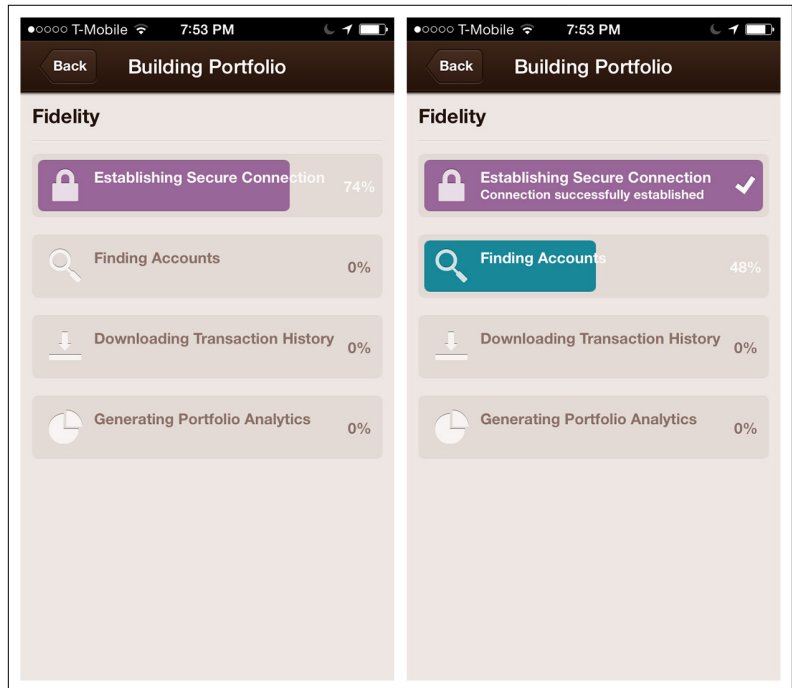 T-Mobile 7:53 PM
Back Building Portfolio
Fidelity
Establishing Secure Connection
74%
Finding Accounts
0%
Downloading Transaction History
0%
Generating Portfolio Analytics
0%
T-Mobile 7:53 PM
Back Building Portfolio
Fidelity
Establishing Secure Connection
Connection successfully established
Finding Accounts
48%
Downloading Transaction History
0%
Generating Portfolio Analytics
0%